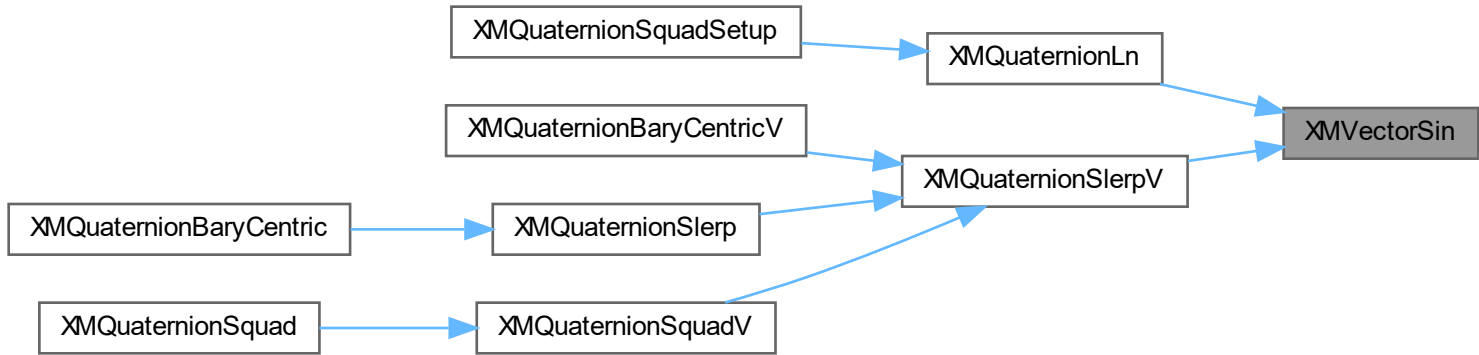 XMQuaternionSquadSetup
XMQuaternionLn
XMQuaternionBaryCentricV
XMVectorSin
XMQuaternionSlerpV
XMQuaternionBaryCentric
XMQuaternionSlerp
XMQuaternionSquad
XMQuaternionSquadV